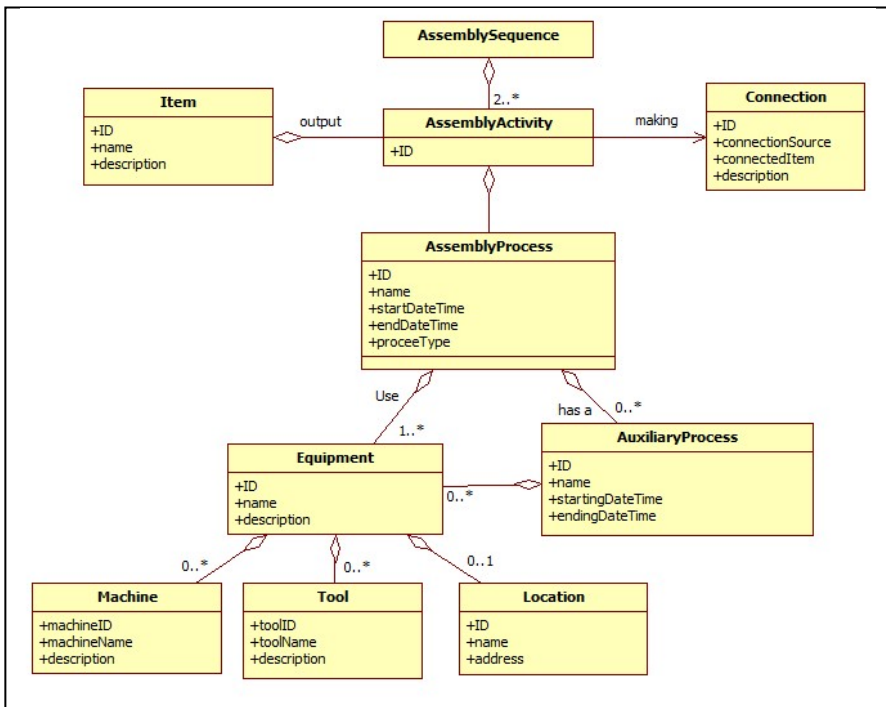 AssemblySequence
2..*
Item
+ID
+name
+description
output
AssemblyActivity
+ID
making
Connection
+ID
+connectionSource
+connectedItem
+description
AssemblyProcess
+ID
+name
+startDateTime
+endDateTime
+proceeType
Use
1..*
has a
0..*
Equipment
+ID
+name
+description
0..*
AuxiliaryProcess
+ID
+name
+startingDateTime
+endingDateTime
0..*
0..*
0..1
Machine
+machineID
+machineName
+description
Tool
+toolID
+toolName
+description
Location
+ID
+name
+address